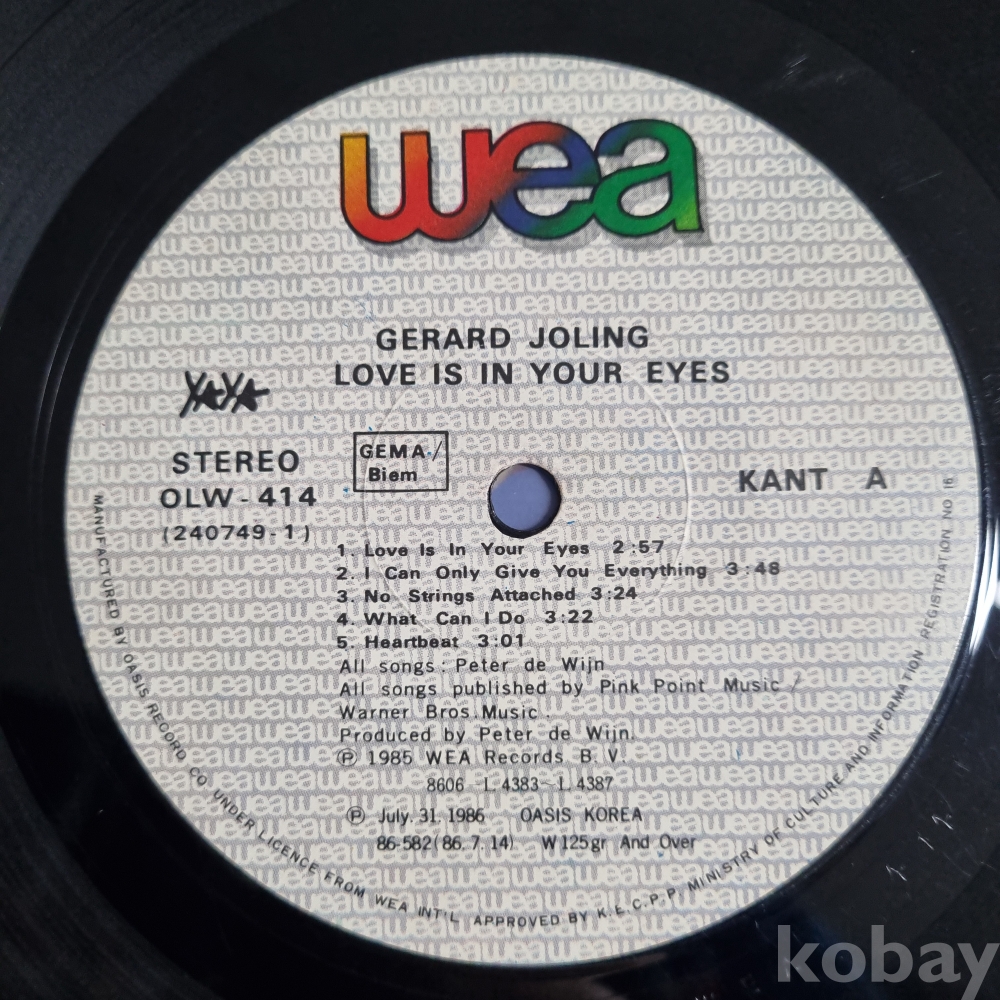 wea
GERARD JOLING
LOVE IS IN YOUR EYES
YAYA
STEREO
OLW-414
(240749-1)
GEMA/
Biem
KANT A
1. Love Is In Your Eyes 2:57
2. I Can Only Give You Everything 3:48
3. No Strings Attached 3:24
4. What Can I Do 3:22
5. Heartbeat 3:01
All songs: Peter de Wijn
All songs published by Pink Point Music /
Warner Bros. Music.
Produced by Peter de Wijn.
Ⓟ 1985 WEA Records B. V.
8606 L. 4383~L. 4387
Ⓟ July. 31. 1986 OASIS KOREA
86-582(86. 7. 14) W125gr And Over
MANUFACTURED BY OASIS RECORD CO. UNDER LICENCE FROM WEA INT'L. APPROVED BY K.E.C.P.P. MINISTRY OF CULTURE AND INFORMATION REGISTRATION NO 16
kobay